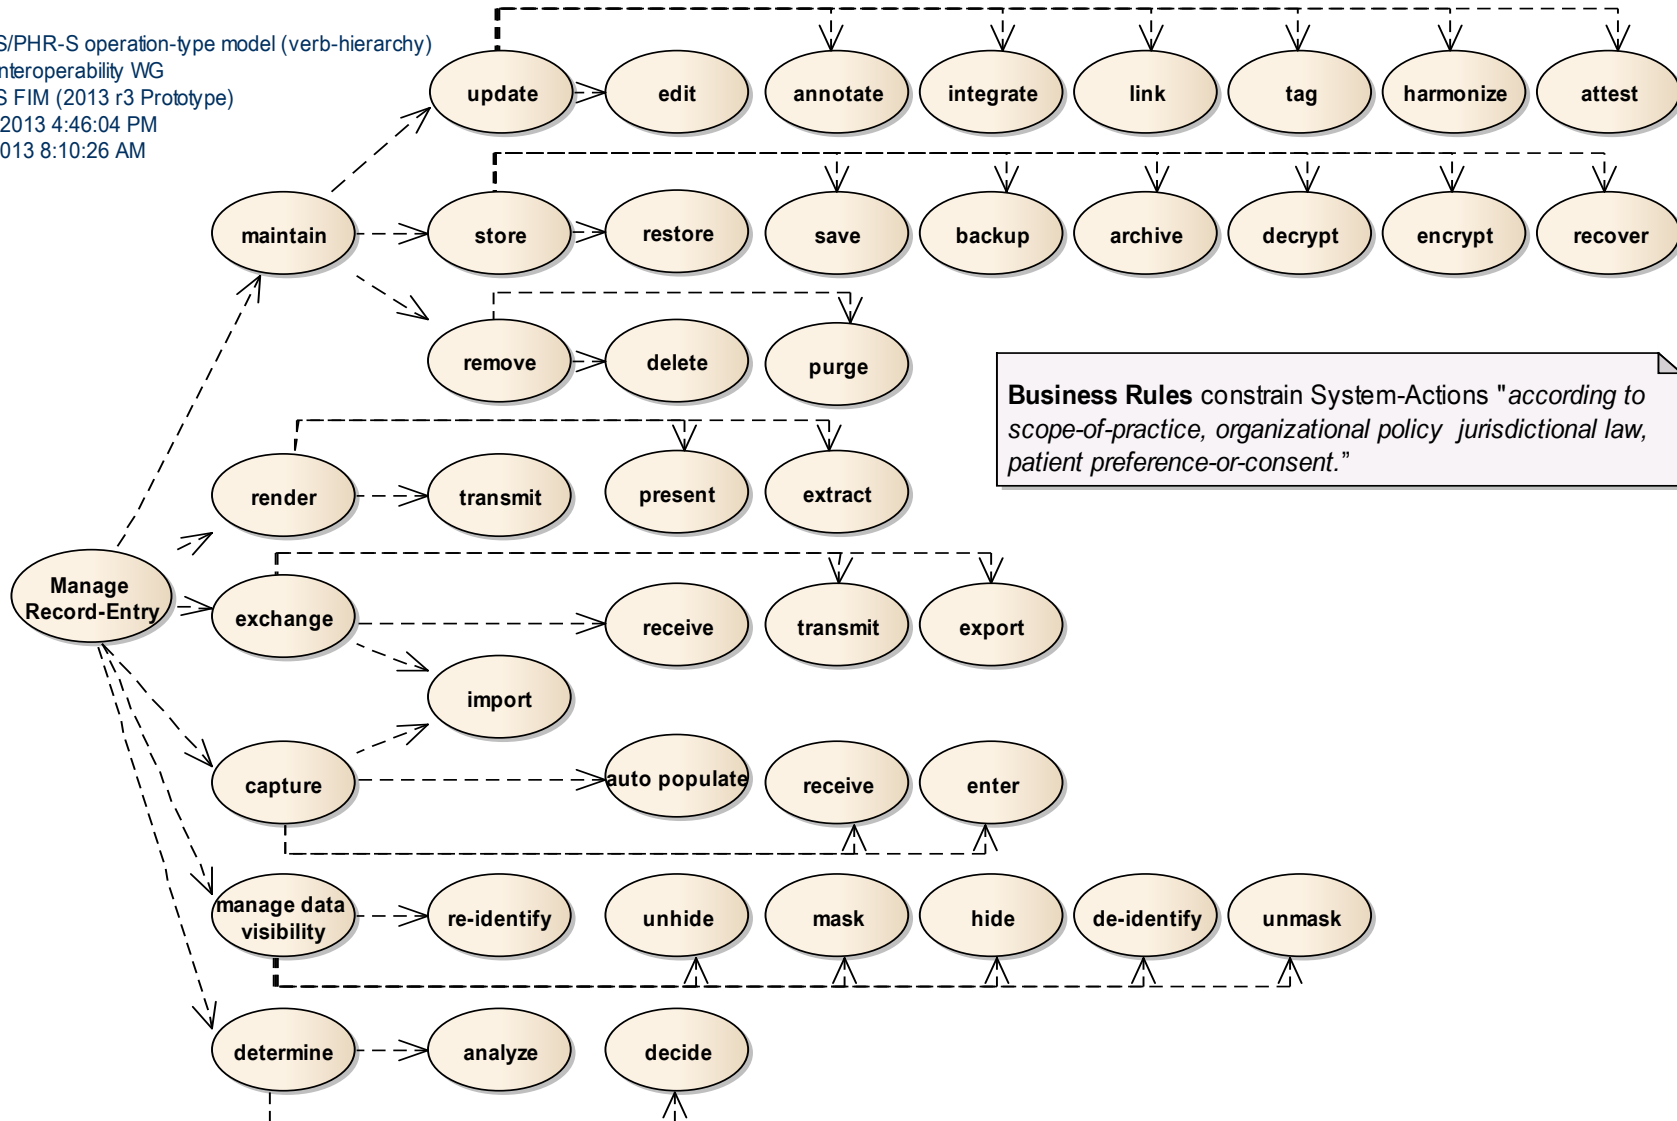 S/PHR-S operation-type model (verb-hierarchy)
nteroperability WG
S FIM (2013 r3 Prototype)
2013 4:46:04 PM
013 8:10:26 AM
update
edit
annotate
integrate
link
tag
harmonize
attest
maintain
store
restore
save
backup
archive
decrypt
encrypt
recover
remove
delete
purge
Business Rules constrain System-Actions "according to
scope-of-practice, organizational policy jurisdictional law,
patient preference-or-consent.”
render
transmit
present
extract
Manage
Record-Entry
exchange
receive
transmit
export
import
capture
auto populate
receive
enter
manage data
visibility
re-identify
unhide
mask
hide
de-identify
unmask
determine
analyze
decide